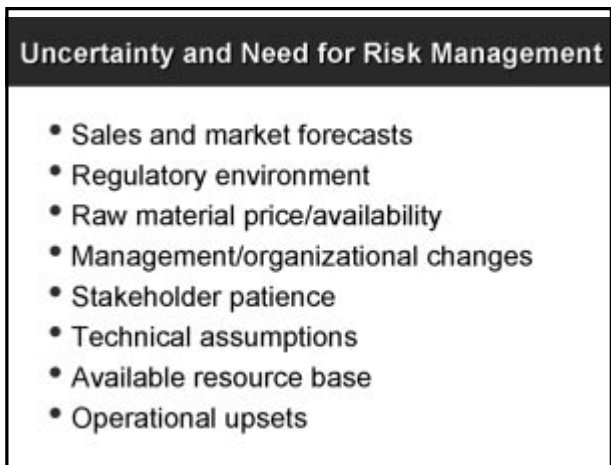 Uncertainty and Need for Risk Management
• Sales and market forecasts
• Regulatory environment
• Raw material price/availability
• Management/organizational changes
• Stakeholder patience
• Technical assumptions
• Available resource base
• Operational upsets